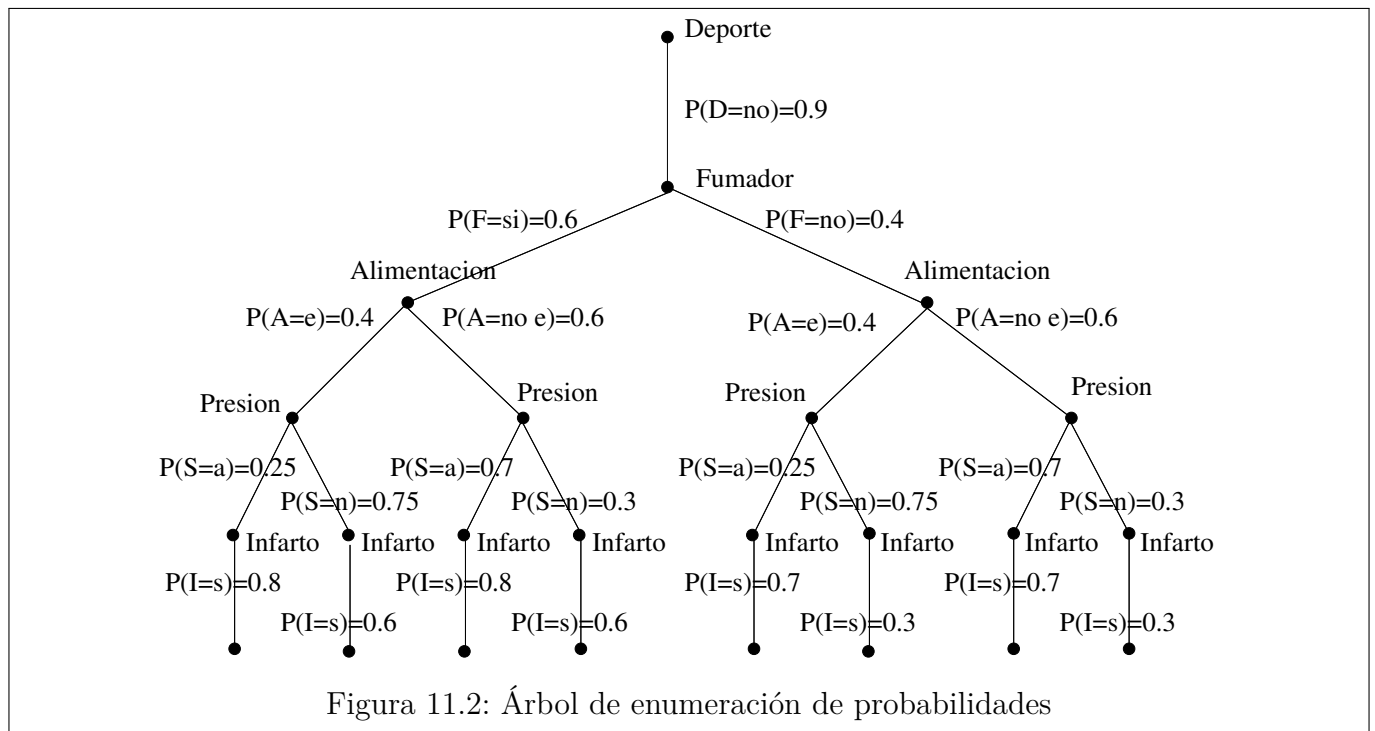 Deporte
P(D=no)=0.9
Fumador
P(F=si)=0.6
P(F=no)=0.4
Alimentacion
Alimentacion
P(A=e)=0.4
P(A=no e)=0.6
P(A=e)=0.4
P(A=no e)=0.6
Presion
Presion
Presion
Presion
P(S=a)=0.25
P(S=a)=0.7
P(S=a)=0.25
P(S=a)=0.7
P(S=n)=0.75
P(S=n)=0.3
P(S=n)=0.75
P(S=n)=0.3
Infarto
Infarto
Infarto
Infarto
Infarto
Infarto
Infarto
Infarto
P(I=s)=0.8
P(I=s)=0.8
P(I=s)=0.7
P(I=s)=0.7
P(I=s)=0.6
P(I=s)=0.6
P(I=s)=0.3
P(I=s)=0.3
Figura 11.2: Árbol de enumeración de probabilidades